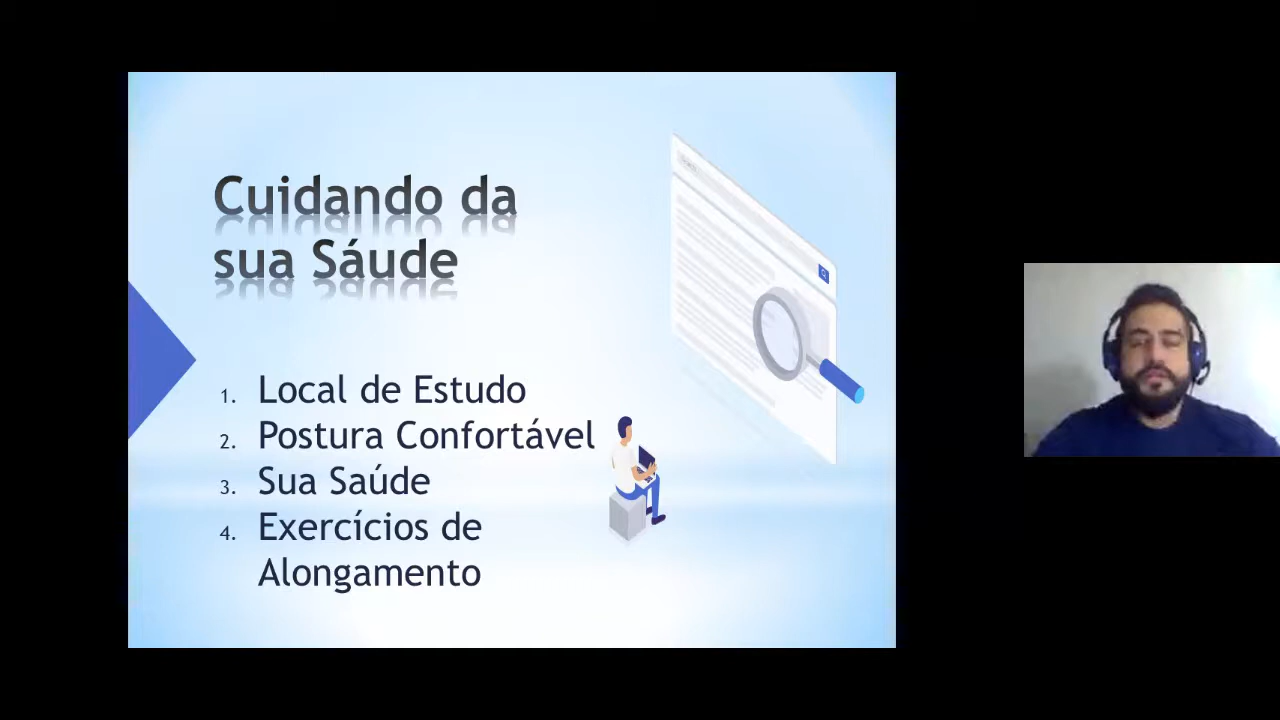 Cuidando da
sua Sáude
1. Local de Estudo
2. Postura Confortável
3. Sua Saúde
4. Exercícios de
Alongamento